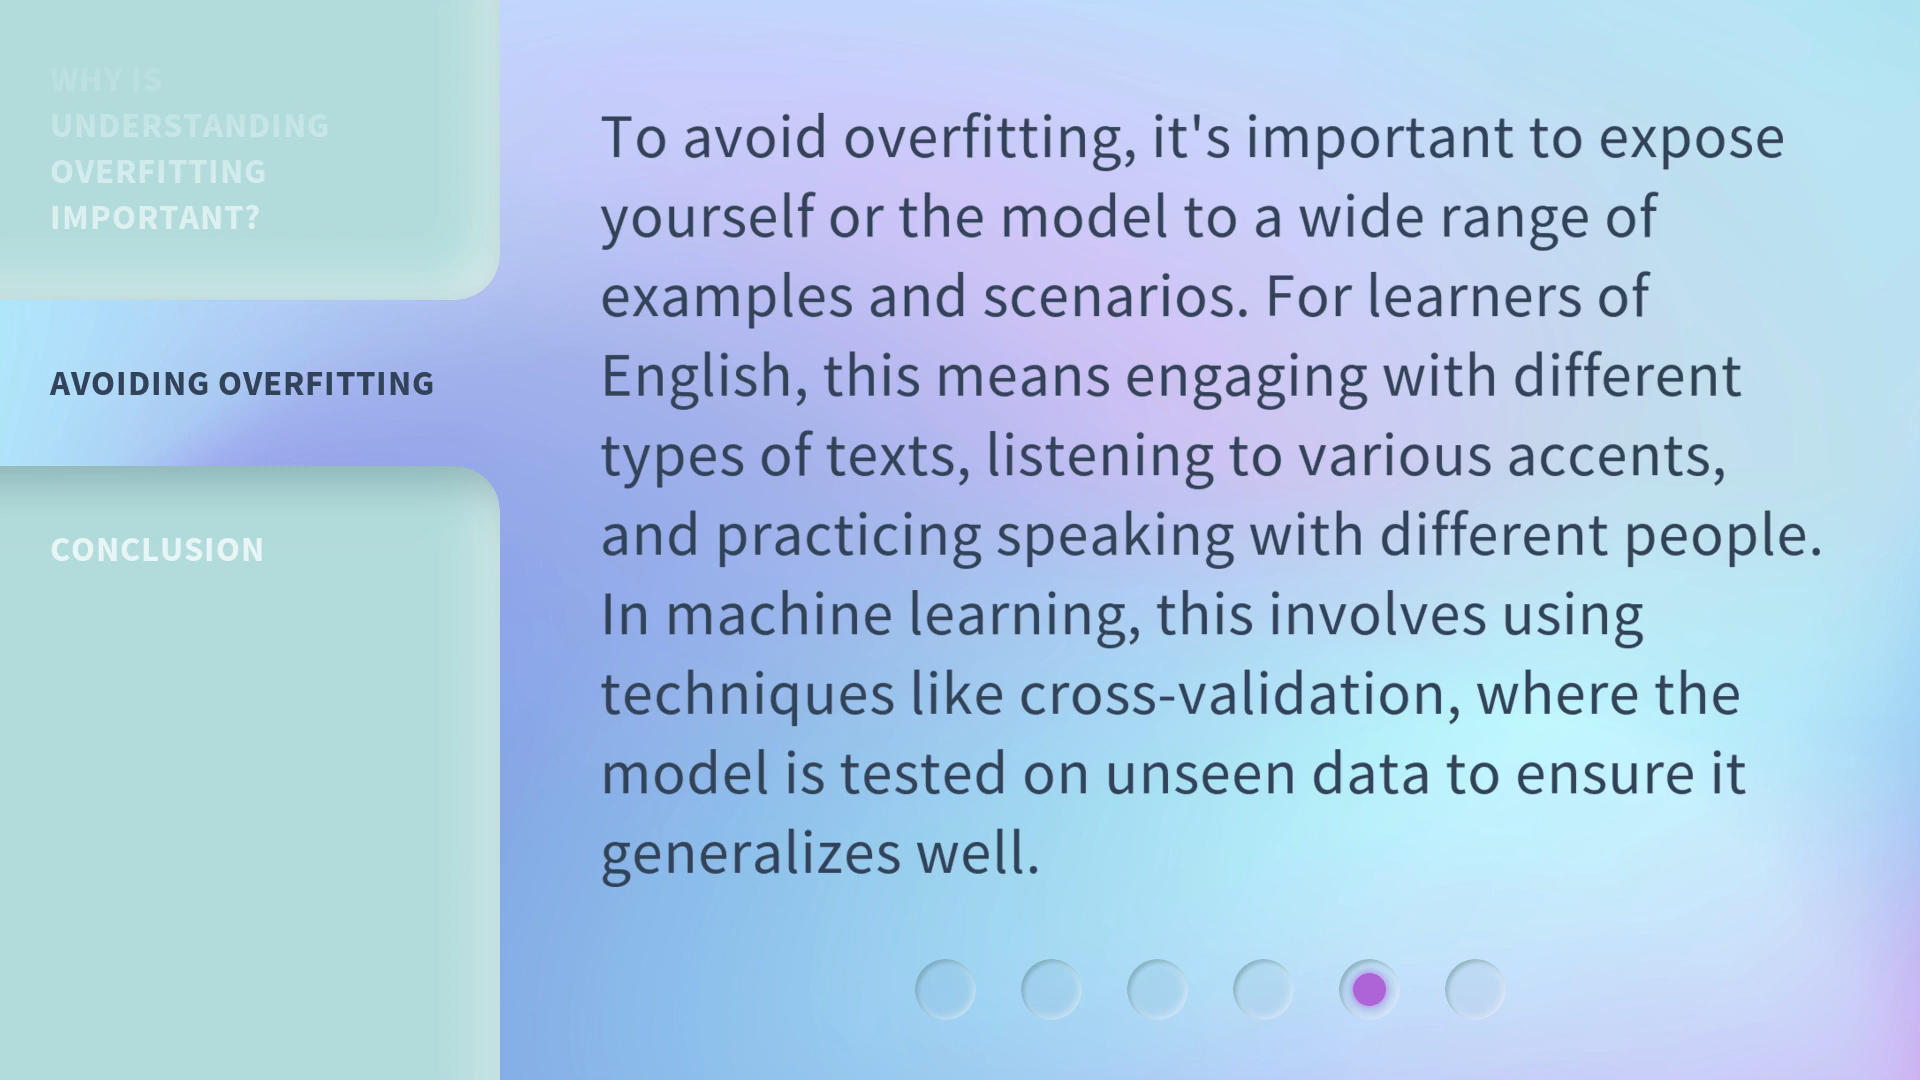 WHY IS
UNDERSTANDING
OVERFITTING
IMPORTANT?
AVOIDING OVERFITTING
CONCLUSION
To avoid overfitting, it's important to expose
yourself or the model to a wide range of
examples and scenarios. For learners of
English, this means engaging with different
types of texts, listening to various accents,
and practicing speaking with different people.
In machine learning, this involves using
techniques like cross-validation, where the
model is tested on unseen data to ensure it
generalizes well.